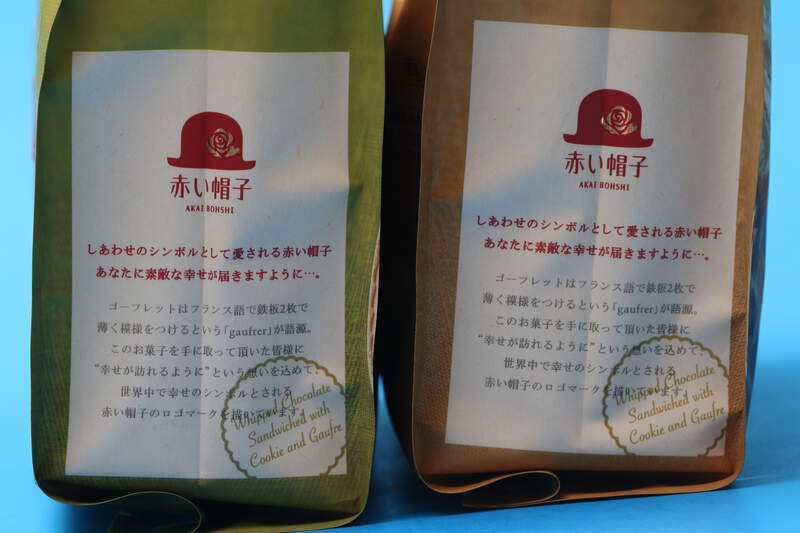 赤い帽子
AKAI BOHSHI
しあわせのシンボルとして愛される赤い帽子
あなたに素敵な幸せが届きますように…。
ゴーフレットはフランス語で鉄板2枚で
薄く模様をつけるという「gaufrer」が語源。
このお菓子を手に取って頂いた皆様に
“幸せが訪れるように”という想いを込めて、
世界中で幸せのシンボルとされる
赤い帽子のロゴマークを描いています。
Whipped Chocolate
Sandwiched with
Cookie and Gaufre
赤い帽子
AKAI BOHSHI
しあわせのシンボルとして愛される赤い帽子
あなたに素敵な幸せが届きますように…。
ゴーフレットはフランス語で鉄板2枚で
薄く模様をつけるという「gaufrer」が語源。
このお菓子を手に取って頂いた皆様に
“幸せが訪れるように”という想いを込めて、
世界中で幸せのシンボルとされる
赤い帽子のロゴマークを描いています。
Whipped Chocolate
Sandwiched with
Cookie and Gaufre